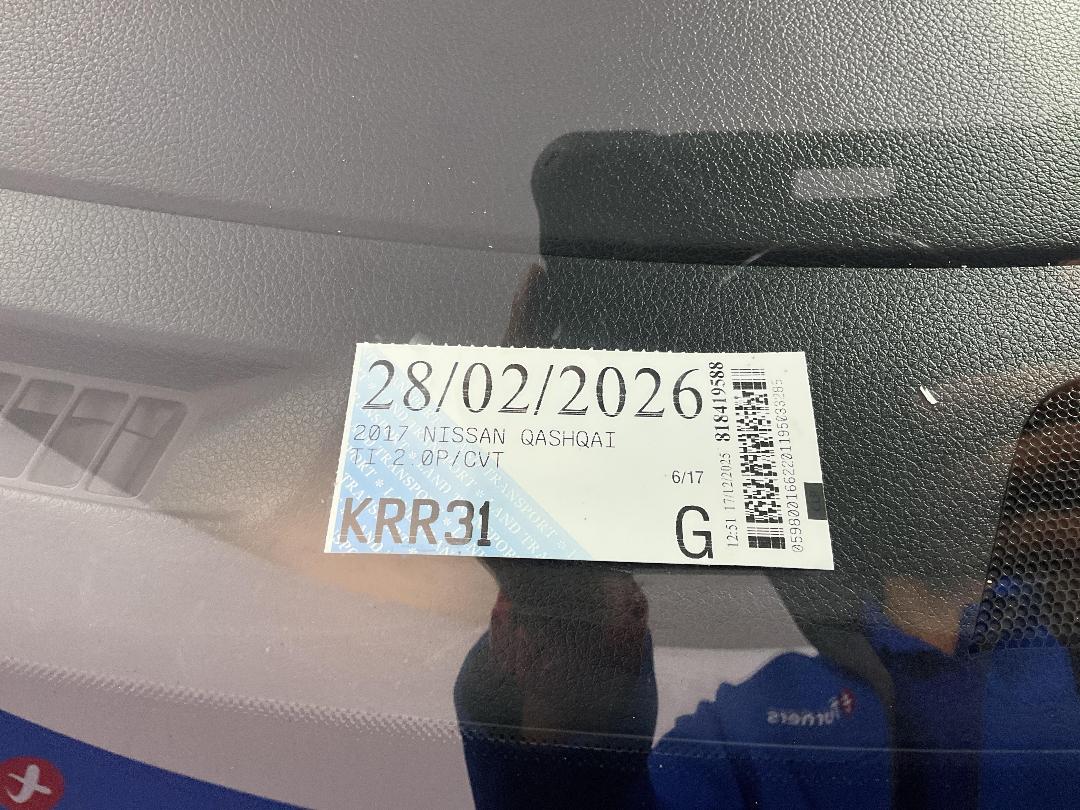 28/02/2026
2017 NISSAN QASHQAI
TI 2.0P/CVT
6/17
KRR31
G
818419588
12:51 17/12/2025
Turners